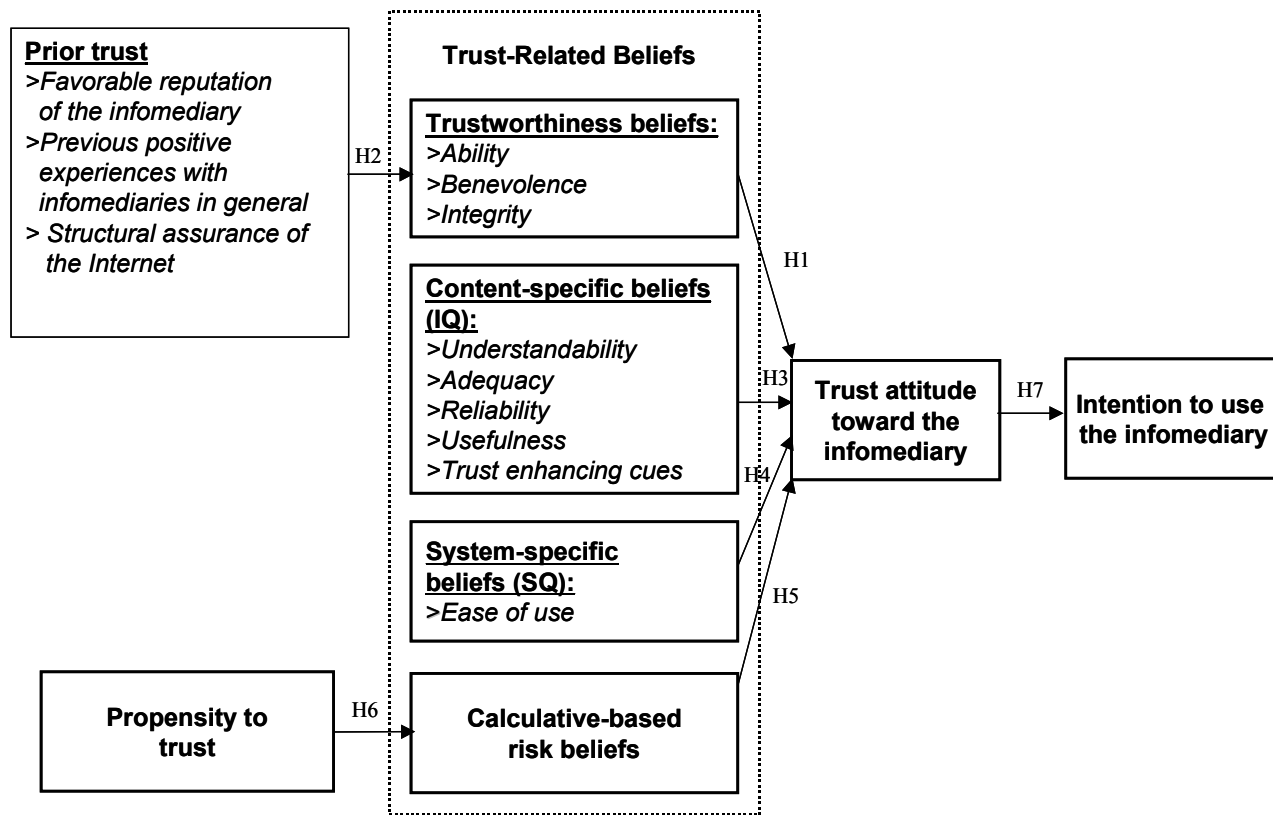 Prior trust
>Favorable reputation
of the infomediary
>Previous positive
experiences with
infomediaries in general
> Structural assurance of
the Internet
H2
Trust-Related Beliefs
Trustworthiness beliefs:
>Ability
>Benevolence
>Integrity
H1
Content-specific beliefs
(IQ):
>Understandability
>Adequacy
>Reliability
>Usefulness
>Trust enhancing cues
H3
System-specific
beliefs (SQ):
>Ease of use
H4
Propensity to
trust
H6
Calculative-based
risk beliefs
H5
Trust attitude
toward the
infomediary
H7
Intention to use
the infomediary